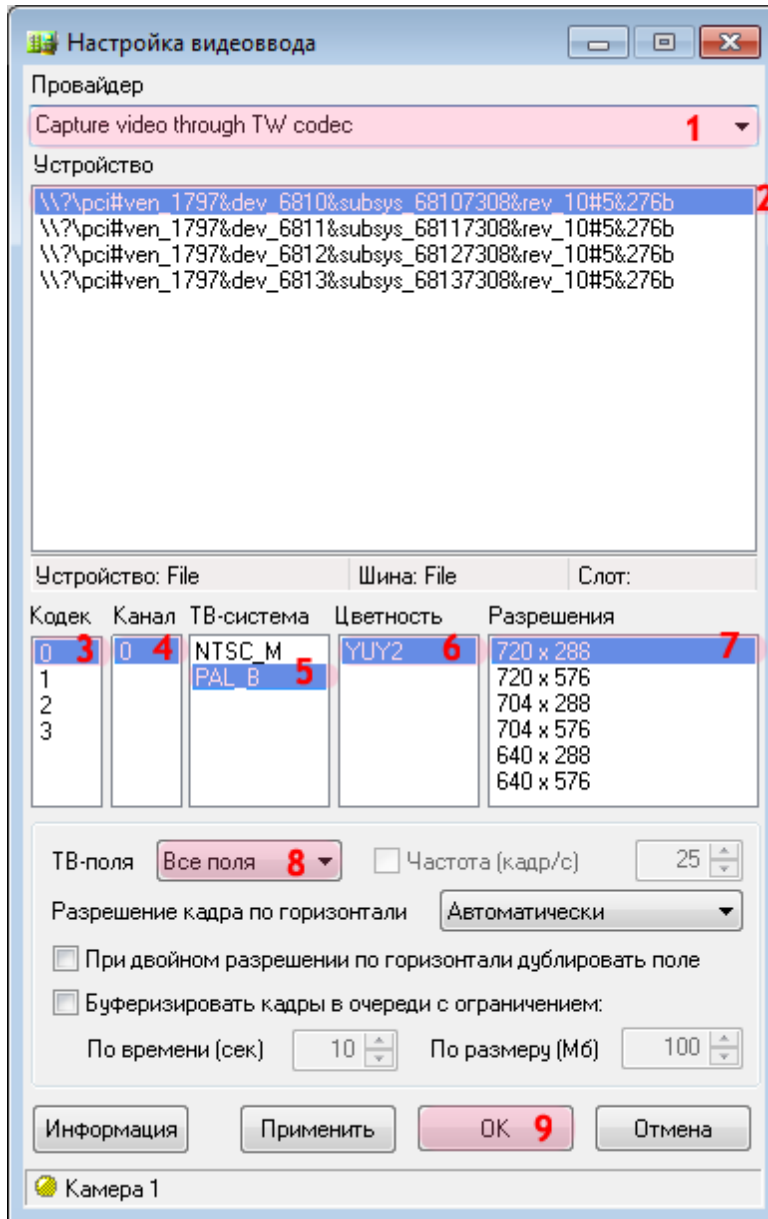 Настройка видеоввода
Провайдер
Capture video through TW codec 1
Устройство
\\?\pci#ven_1797&dev_6810&subsys_68107308&rev_10#5&276b 2
\\?\pci#ven_1797&dev_6811&subsys_68117308&rev_10#5&276b
\\?\pci#ven_1797&dev_6812&subsys_68127308&rev_10#5&276b
\\?\pci#ven_1797&dev_6813&subsys_68137308&rev_10#5&276b
Устройство: File Шина: File Слот:
Кодек Канал ТВ-система Цветность Разрешения
0 3 0 4 NTSC_M YUY2 6 720 x 288 7
1 PAL_B 5 720 x 576
2 704 x 288
3 704 x 576
640 x 288
640 x 576
ТВ-поля Все поля 8 Частота (кадр/с) 25
Разрешение кадра по горизонтали Автоматически
При двойном разрешении по горизонтали дублировать поле
Буферизировать кадры в очереди с ограничением:
По времени (сек) 10 По размеру (Мб) 100
Информация Применить OK 9 Отмена
Камера 1